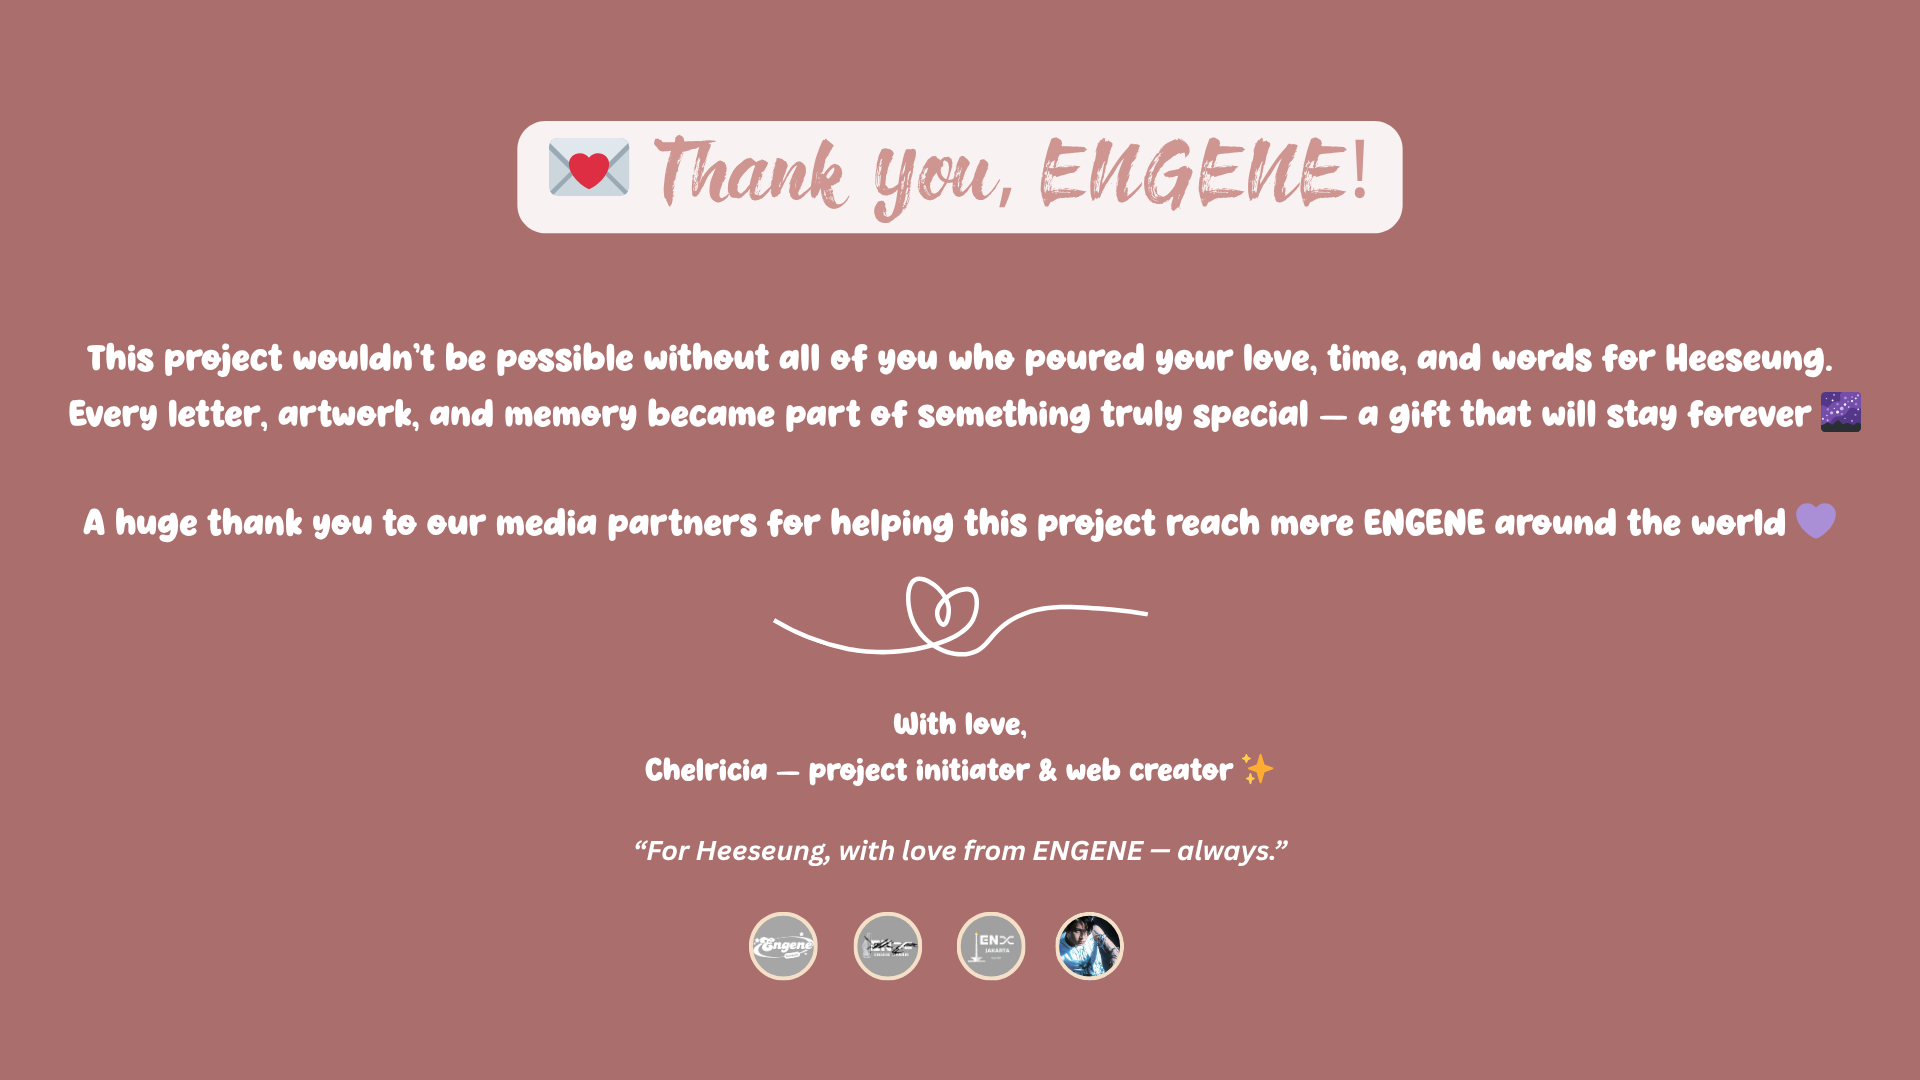 💌 Thank you, ENGENE!
This project wouldn’t be possible without all of you who poured your love, time, and words for Heeseung.
Every letter, artwork, and memory became part of something truly special — a gift that will stay forever 🌌
A huge thank you to our media partners for helping this project reach more ENGENE around the world 💜
With love,
Chelricia — project initiator & web creator ✨
“For Heeseung, with love from ENGENE — always.”
Engene
EN-
JAKARTA